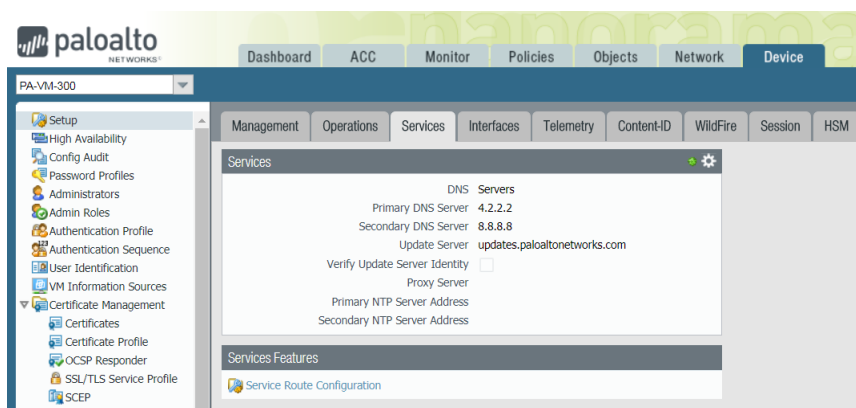 paloalto
NETWORKS®
panorama
Dashboard ACC Monitor Policies Objects Network Device
PA-VM-300
Setup
High Availability
Config Audit
Password Profiles
Administrators
Admin Roles
Authentication Profile
Authentication Sequence
User Identification
VM Information Sources
Certificate Management
Certificates
Certificate Profile
OCSP Responder
SSL/TLS Service Profile
SCEP
Management Operations Services Interfaces Telemetry Content-ID WildFire Session HSM
Services
DNS Servers
Primary DNS Server 4.2.2.2
Secondary DNS Server 8.8.8.8
Update Server updates.paloaltonetworks.com
Verify Update Server Identity
Proxy Server
Primary NTP Server Address
Secondary NTP Server Address
Services Features
Service Route Configuration